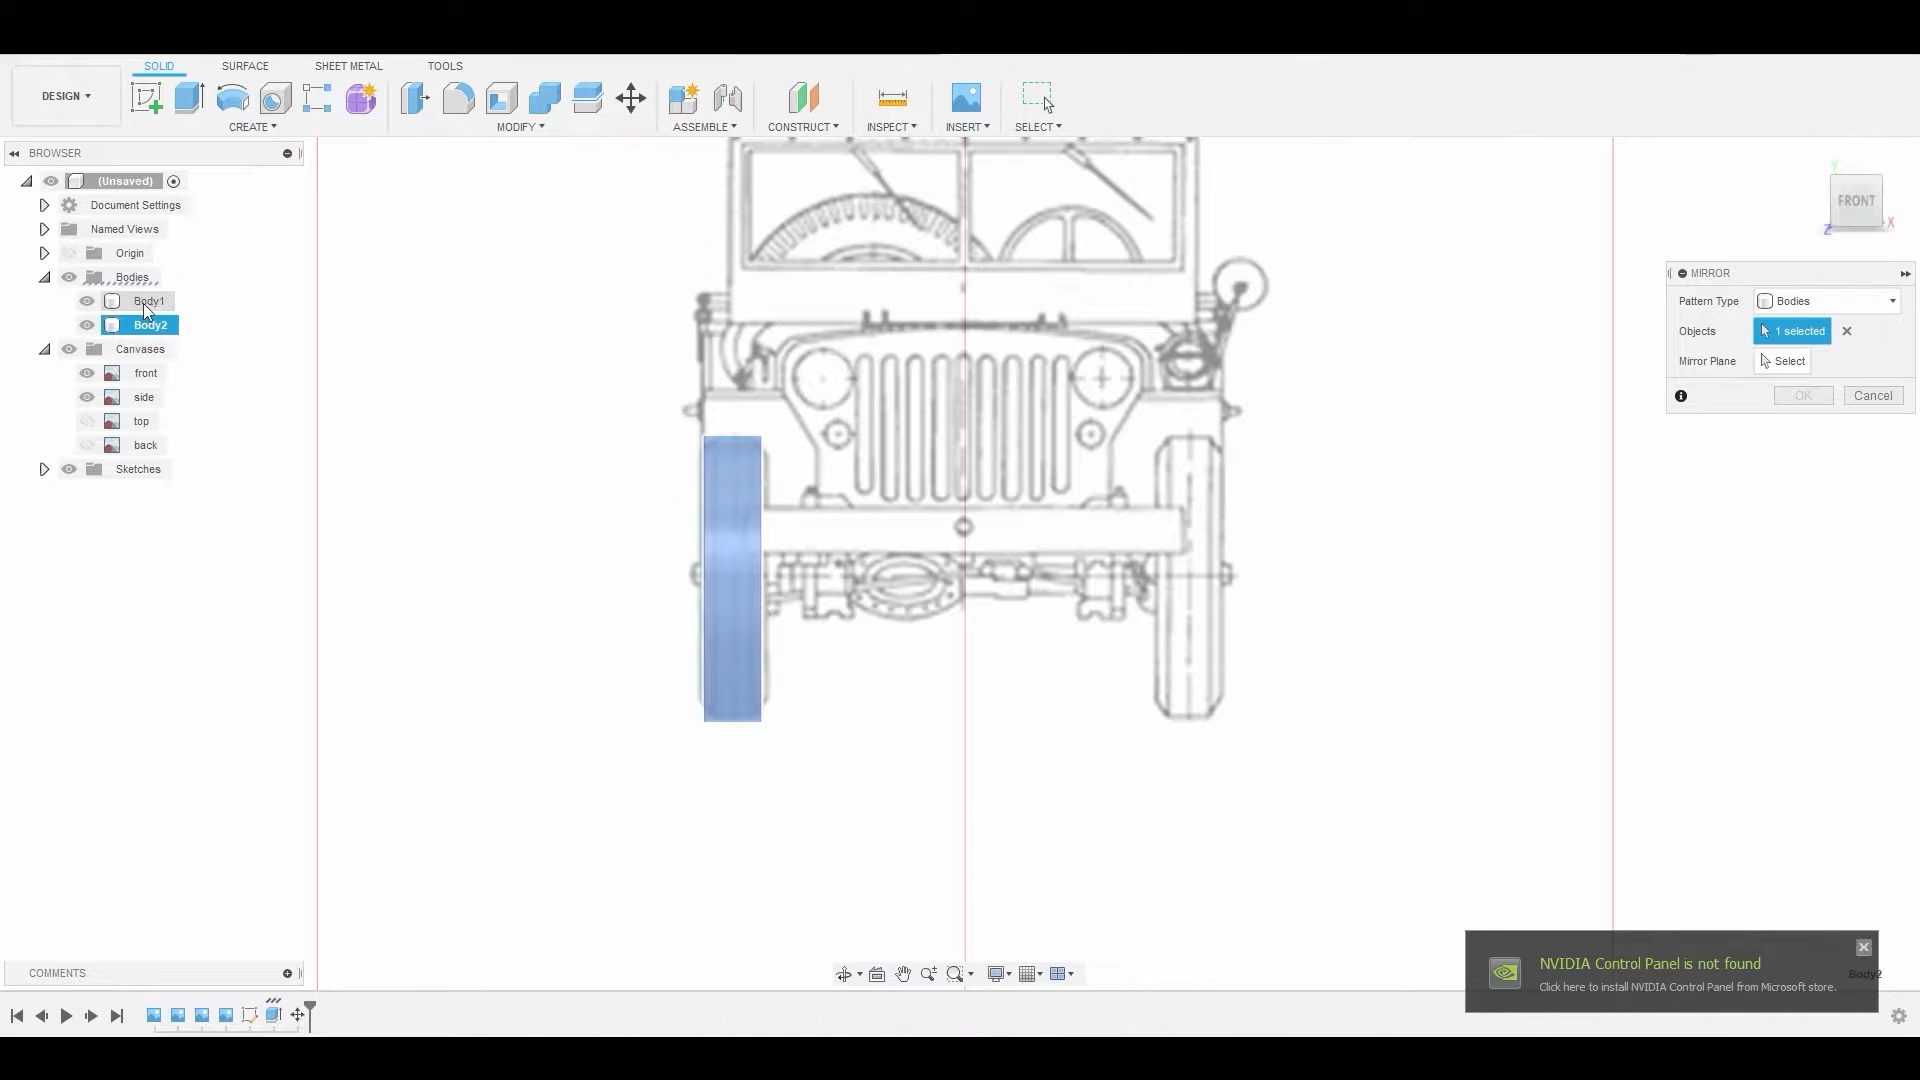 SOLID SURFACE SHEET METAL TOOLS
DESIGN
CREATE MODIFY ASSEMBLE CONSTRUCT INSPECT INSERT SELECT
BROWSER
(Unsaved)
Document Settings
Named Views
Origin
Bodies
Body1
Body2
Canvases
front
side
top
back
Sketches
Y
FRONT
Z
X
MIRROR
Pattern Type Bodies
Objects 1 selected
Mirror Plane Select
OK Cancel
COMMENTS
NVIDIA Control Panel is not found
Click here to install NVIDIA Control Panel from Microsoft store.
Body2